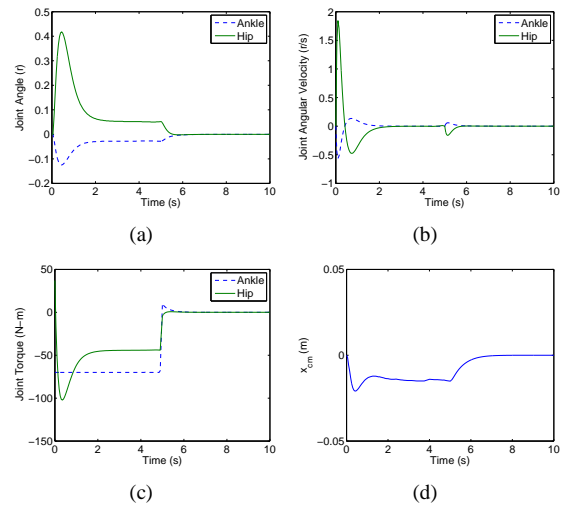 0.5
0.4
0.3
0.2
0.1
0
−0.1
0.2
0 2 4 6 8 10
Joint Angle (r)
Time (s)
Ankle
Hip
(a)
2
1.5
1
0.5
0
−0.5
−1
0 2 4 6 8 10
Joint Angular Velocity (r/s)
Time (s)
Ankle
Hip
(b)
50
0
−50
−100
−150
0 2 4 6 8 10
Joint Torque (N−m)
Time (s)
Ankle
Hip
(c)
0.05
0
−0.05
0 2 4 6 8 10
x_cm (m)
Time (s)
(d)